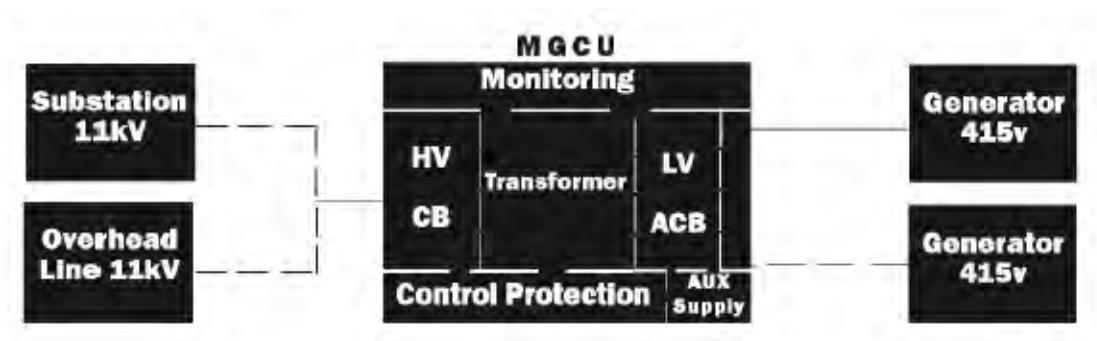 MGCU
Monitoring
Substation
11kV
Overhead
Line 11kV
HV
CB
Transformer
LV
ACB
Control Protection
AUX
Supply
Generator
415v
Generator
415v